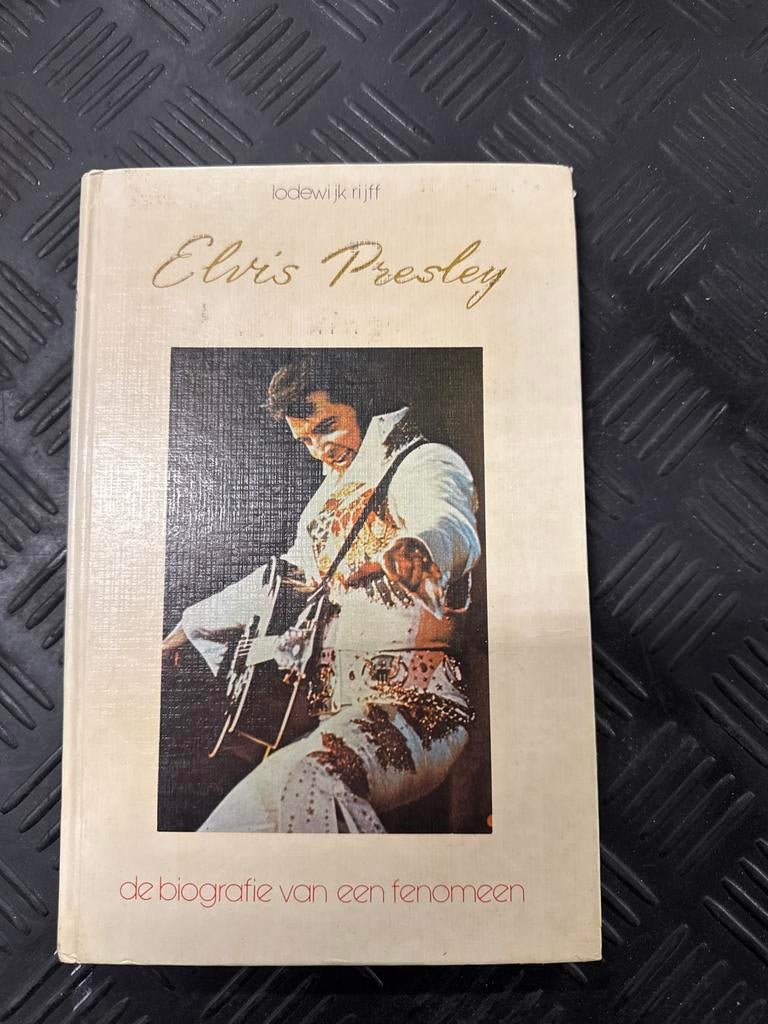 lodewijk rijff
Elvis Presley
de biografie van een fenomeen